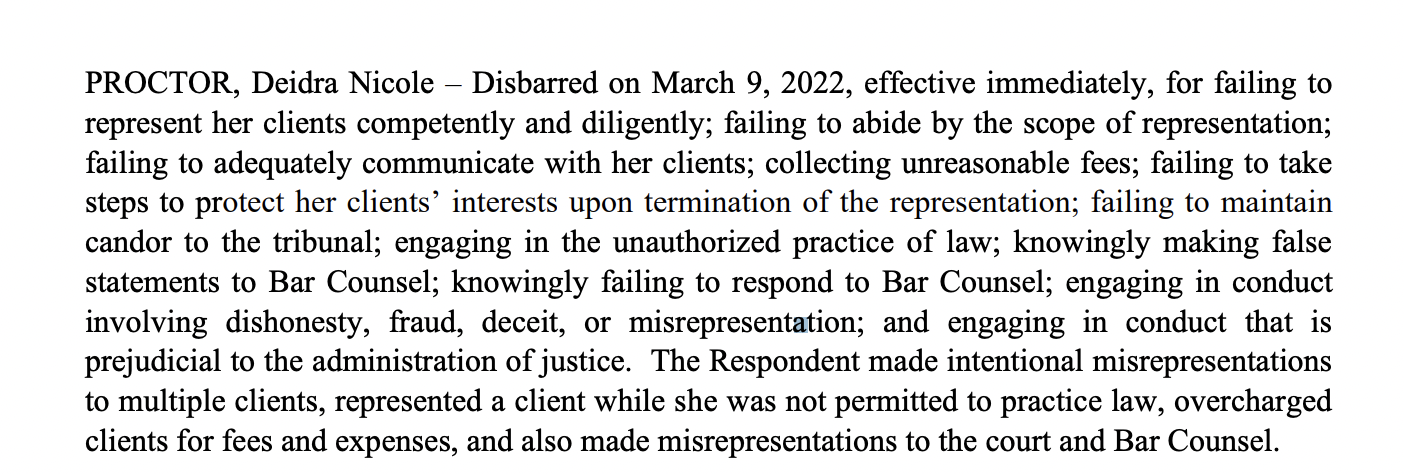 PROCTOR, Deidra Nicole – Disbarred on March 9, 2022, effective immediately, for failing to
represent her clients competently and diligently; failing to abide by the scope of representation;
failing to adequately communicate with her clients; collecting unreasonable fees; failing to take
steps to protect her clients’ interests upon termination of the representation; failing to maintain
candor to the tribunal; engaging in the unauthorized practice of law; knowingly making false
statements to Bar Counsel; knowingly failing to respond to Bar Counsel; engaging in conduct
involving dishonesty, fraud, deceit, or misrepresentation; and engaging in conduct that is
prejudicial to the administration of justice.  The Respondent made intentional misrepresentations
to multiple clients, represented a client while she was not permitted to practice law, overcharged
clients for fees and expenses, and also made misrepresentations to the court and Bar Counsel.